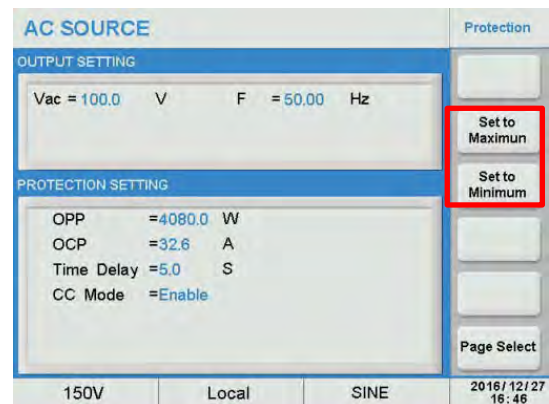 AC SOURCE
Protection
OUTPUT SETTING
Vac = 100.0 V F = 50.00 Hz
Set to
Maximun
Set to
Minimum
PROTECTION SETTING
OPP =4080.0 W
OCP =32.6 A
Time Delay =5.0 S
CC Mode =Enable
Page Select
150V Local SINE
2016/12/27
16:46